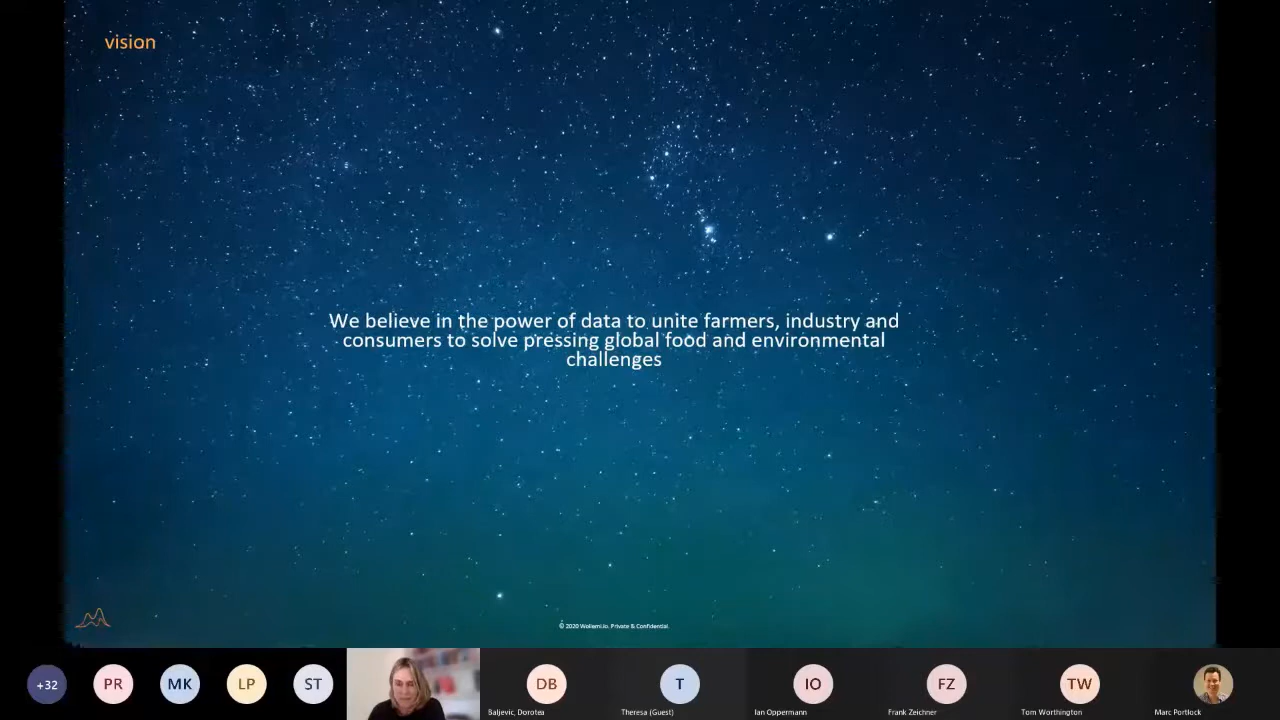 vision
We believe in the power of data to unite farmers, industry and
consumers to solve pressing global food and environmental
challenges
© 2020 Wollemi.io. Private & Confidential.
+32
PR
MK
LP
ST
DB
T
IO
FZ
TW
Baljevic, Dorotea
Theresa (Guest)
Ian Oppermann
Frank Zeichner
Tom Worthington
Marc Portlock